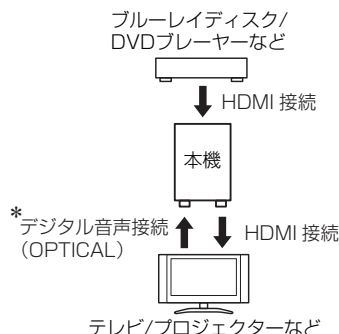 ブルーレイディスク/
DVDプレーヤーなど
HDMI 接続
本機
*デジタル音声接続
（OPTICAL）
HDMI 接続
テレビ/プロジェクターなど